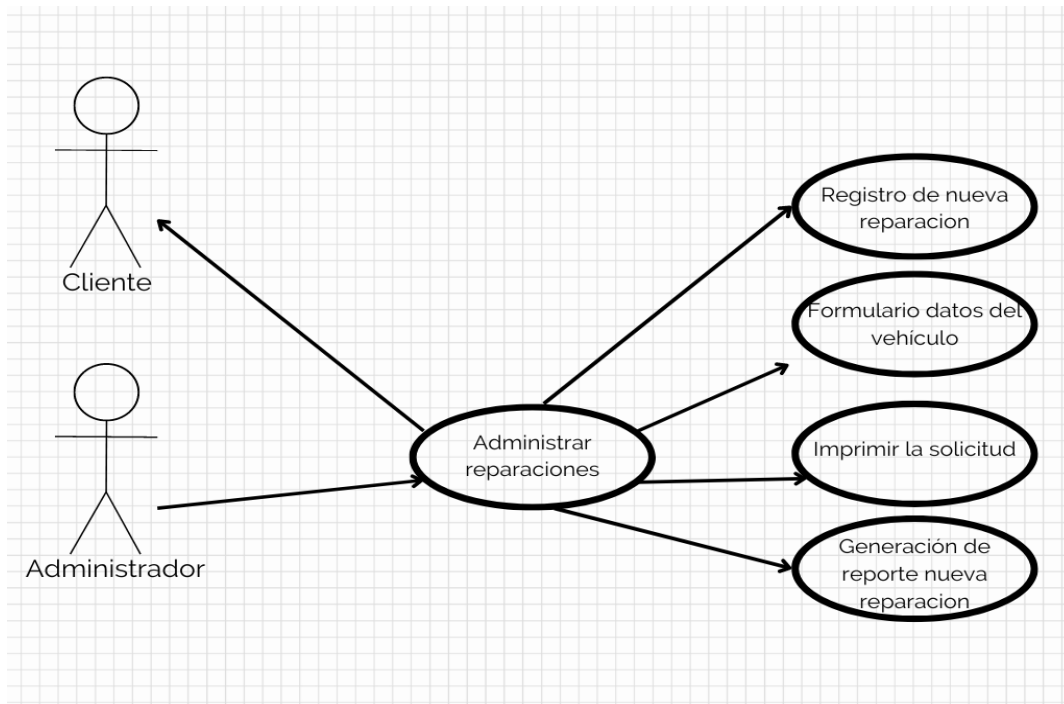 Cliente
Administrador
Administrar
reparaciones
Registro de nueva
reparacion
Formulario datos del
vehículo
Imprimir la solicitud
Generación de
reporte nueva
reparacion